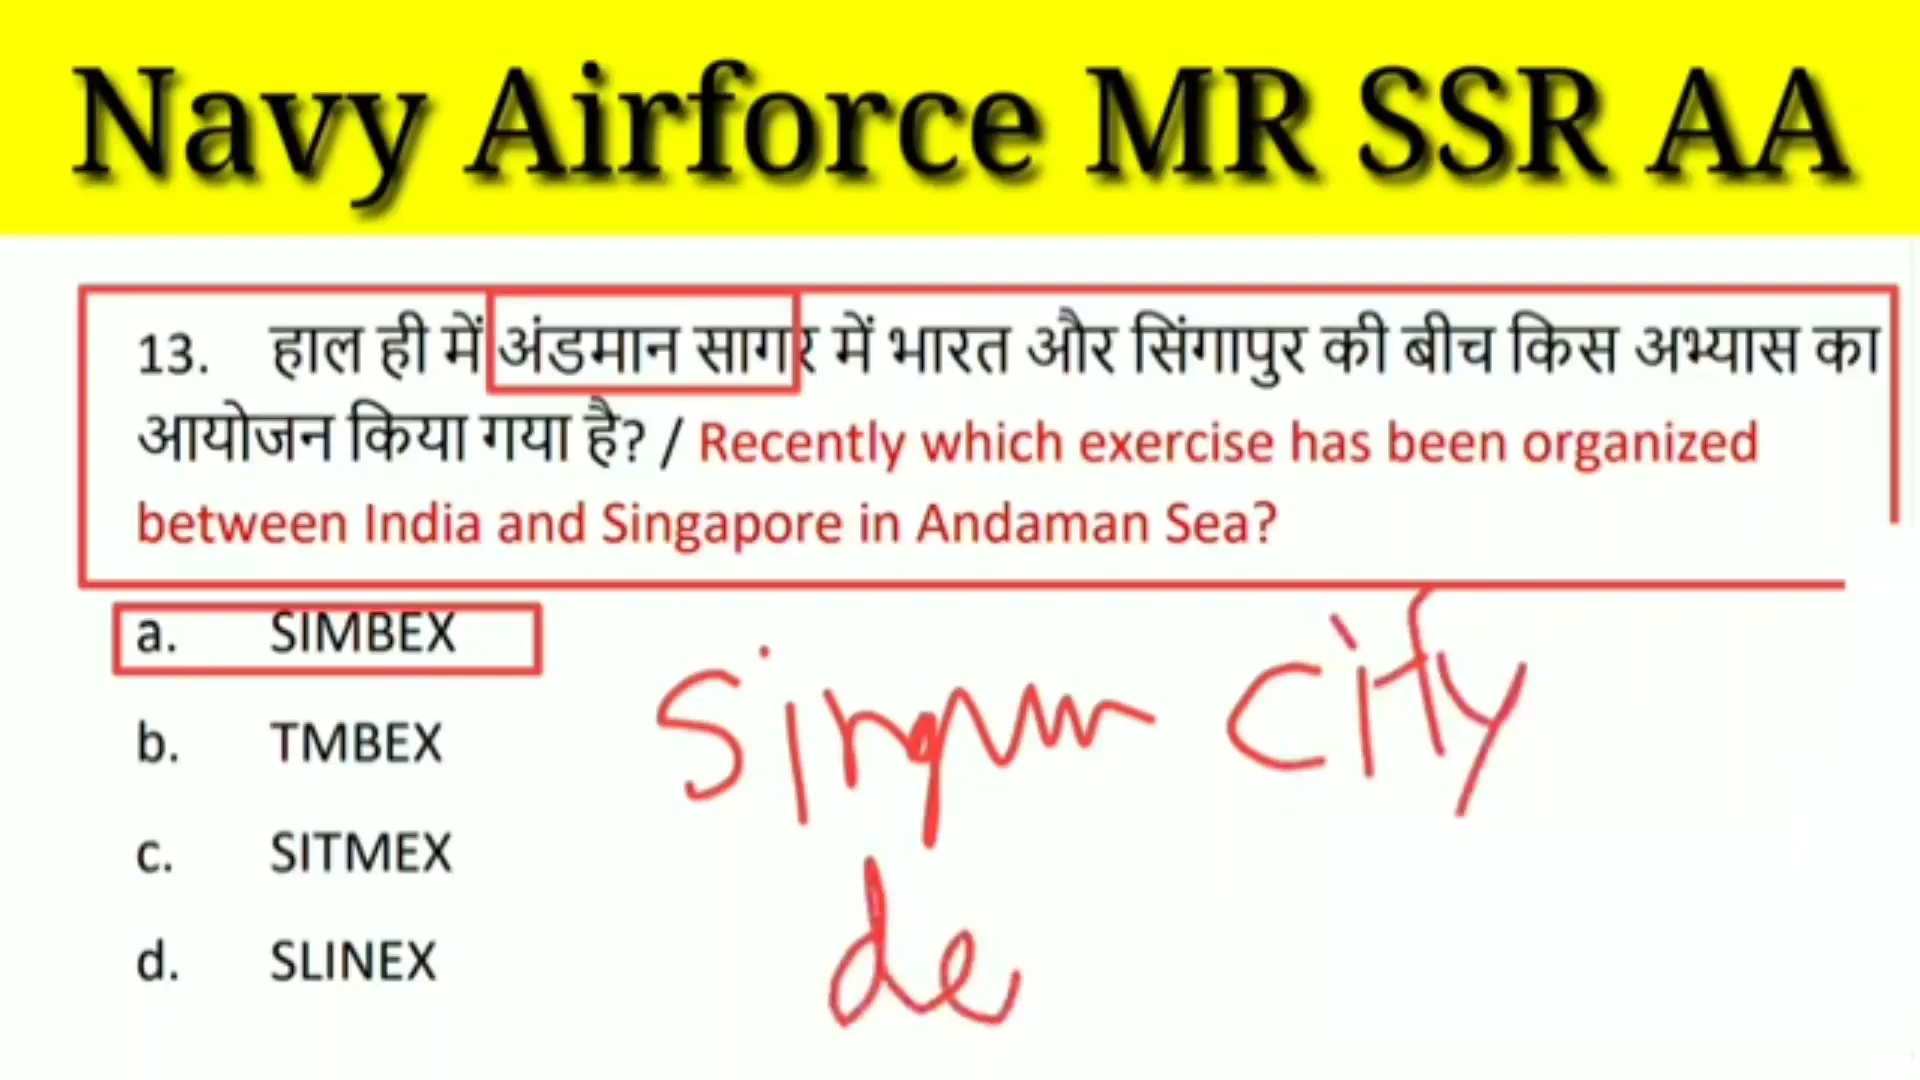 Navy Airforce MR SSR AA
13. हाल ही में अंडमान सागर में भारत और सिंगापुर की बीच किस अभ्यास का
आयोजन किया गया है? / Recently which exercise has been organized
between India and Singapore in Andaman Sea?
a. SIMBEX
b. TMBEX
c. SITMEX
d. SLINEX
City
de